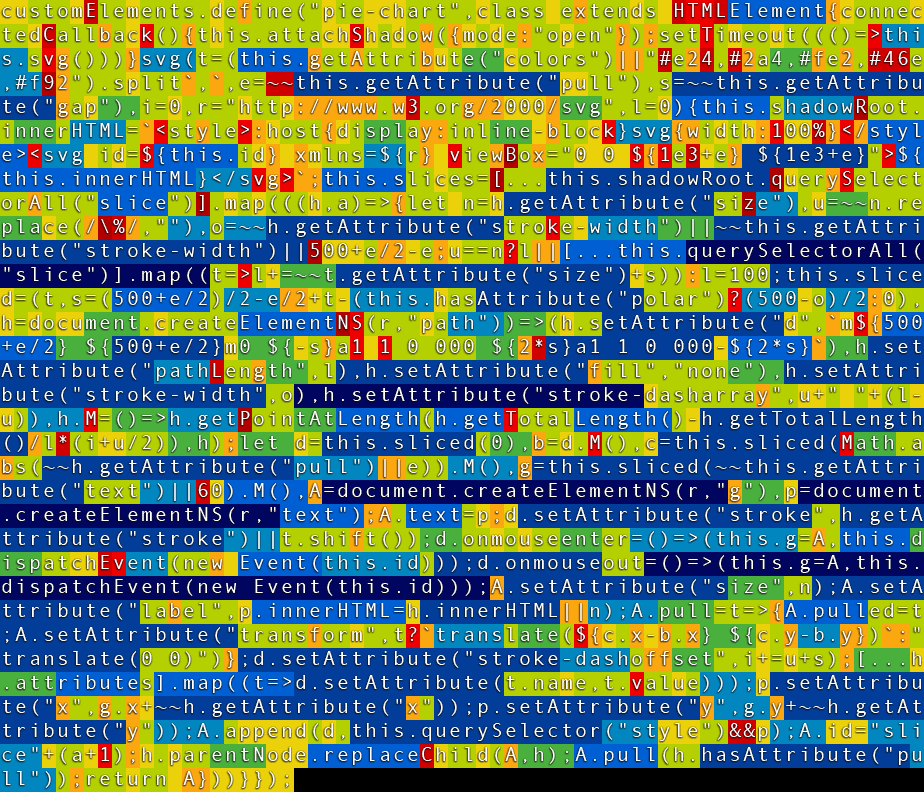 customElements.define("pie-chart",class extends HTMLElement{connec
tedCallback(){this.attachShadow({mode:"open"});setTimeout((()=>thi
s.svg()))}svg(t=(this.getAttribute("colors")||"#e24,#2a4,#fe2,#46e
,#f92").split`,`,e=~~this.getAttribute("pull"),s=~~this.getAttribu
te("gap"),i=0,r="http://www.w3.org/2000/svg",l=0){this.shadowRoot.
innerHTML=`<style>:host{display:inline-block}svg{width:100%}</styl
e><svg id=${this.id} xmlns=${r} viewBox="0 0 ${1e3+e} ${1e3+e}">${
this.innerHTML}</svg>`;this.slices=[...this.shadowRoot.querySelect
orAll("slice")].map(((h,a)=>{let n=h.getAttribute("size"),u=~~n.re
place(/\%/,""),o=~~h.getAttribute("stroke-width")||~~this.getAttri
bute("stroke-width")||500+e/2-e;u==n?l||[...this.querySelectorAll(
"slice")].map((t=>l+=~~t.getAttribute("size")+s)):l=100;this.slice
d=(t,s=(500+e/2)/2-e/2+t-(this.hasAttribute("polar")?(500-o)/2:0),
h=document.createElementNS(r,"path"))=>(h.setAttribute("d",`m${500
+e/2} ${500+e/2}m0 ${-s}a1 1 0 000 ${2*s}a1 1 0 000-${2*s}`),h.set
Attribute("pathLength",l),h.setAttribute("fill","none"),h.setAttri
bute("stroke-width",o),h.setAttribute("stroke-dasharray",u+" "+(l-
u)),h.M=()=>h.getPointAtLength(h.getTotalLength()-h.getTotalLength
()/l*(i+u/2)),h);let d=this.sliced(0),b=d.M(),c=this.sliced(Math.a
bs(~~h.getAttribute("pull")||e)).M(),g=this.sliced(~~this.getAttri
bute("text")||60).M(),A=document.createElementNS(r,"g"),p=document
.createElementNS(r,"text");A.text=p;d.setAttribute("stroke",h.getA
ttribute("stroke")||t.shift());d.onmouseenter=()=>(this.g=A,this.d
ispatchEvent(new Event(this.id)));d.onmouseout=()=>(this.g=A,this.
dispatchEvent(new Event(this.id)));A.setAttribute("size",n);A.setA
ttribute("label",p.innerHTML=h.innerHTML||n);A.pull=t=>{A.pulled=t
;A.setAttribute("transform",t?`translate(${c.x-b.x} ${c.y-b.y})`:"
translate(0 0)")};d.setAttribute("stroke-dashoffset",i+=u+s);[...h
.attributes].map((t=>d.setAttribute(t.name,t.value)));p.setAttribu
te("x",g.x+~~h.getAttribute("x"));p.setAttribute("y",g.y+~~h.getAt
tribute("y"));A.append(d,this.querySelector("style")&&p);A.id="sli
ce"+(a+1);h.parentNode.replaceChild(A,h);A.pull(h.hasAttribute("pu
ll"));return A}))}});